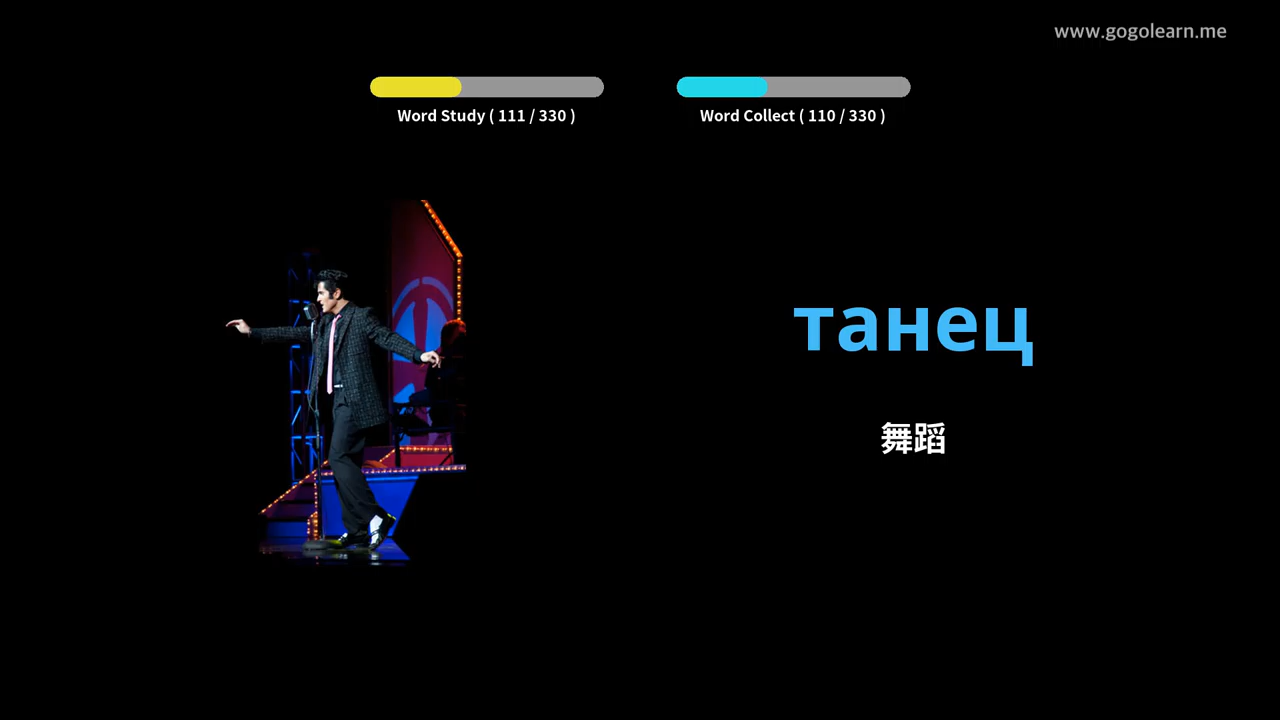 www.gogolearn.me
Word Study ( 111 / 330 )
Word Collect ( 110 / 330 )
танец
舞蹈